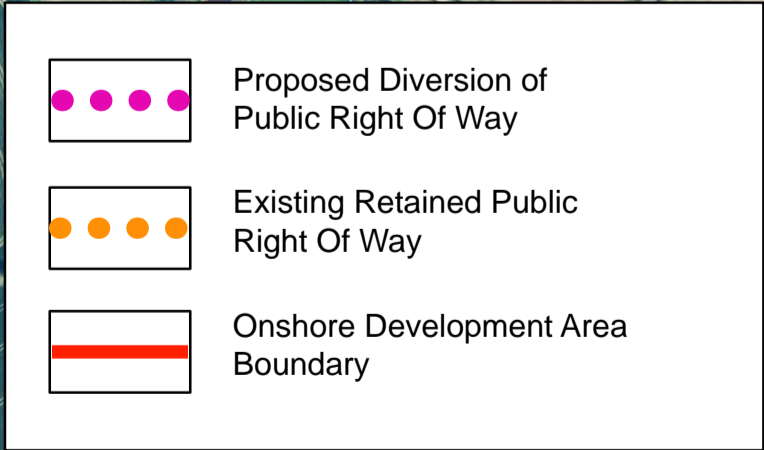 Proposed Diversion of
Public Right Of Way
Existing Retained Public
Right Of Way
Onshore Development Area
Boundary